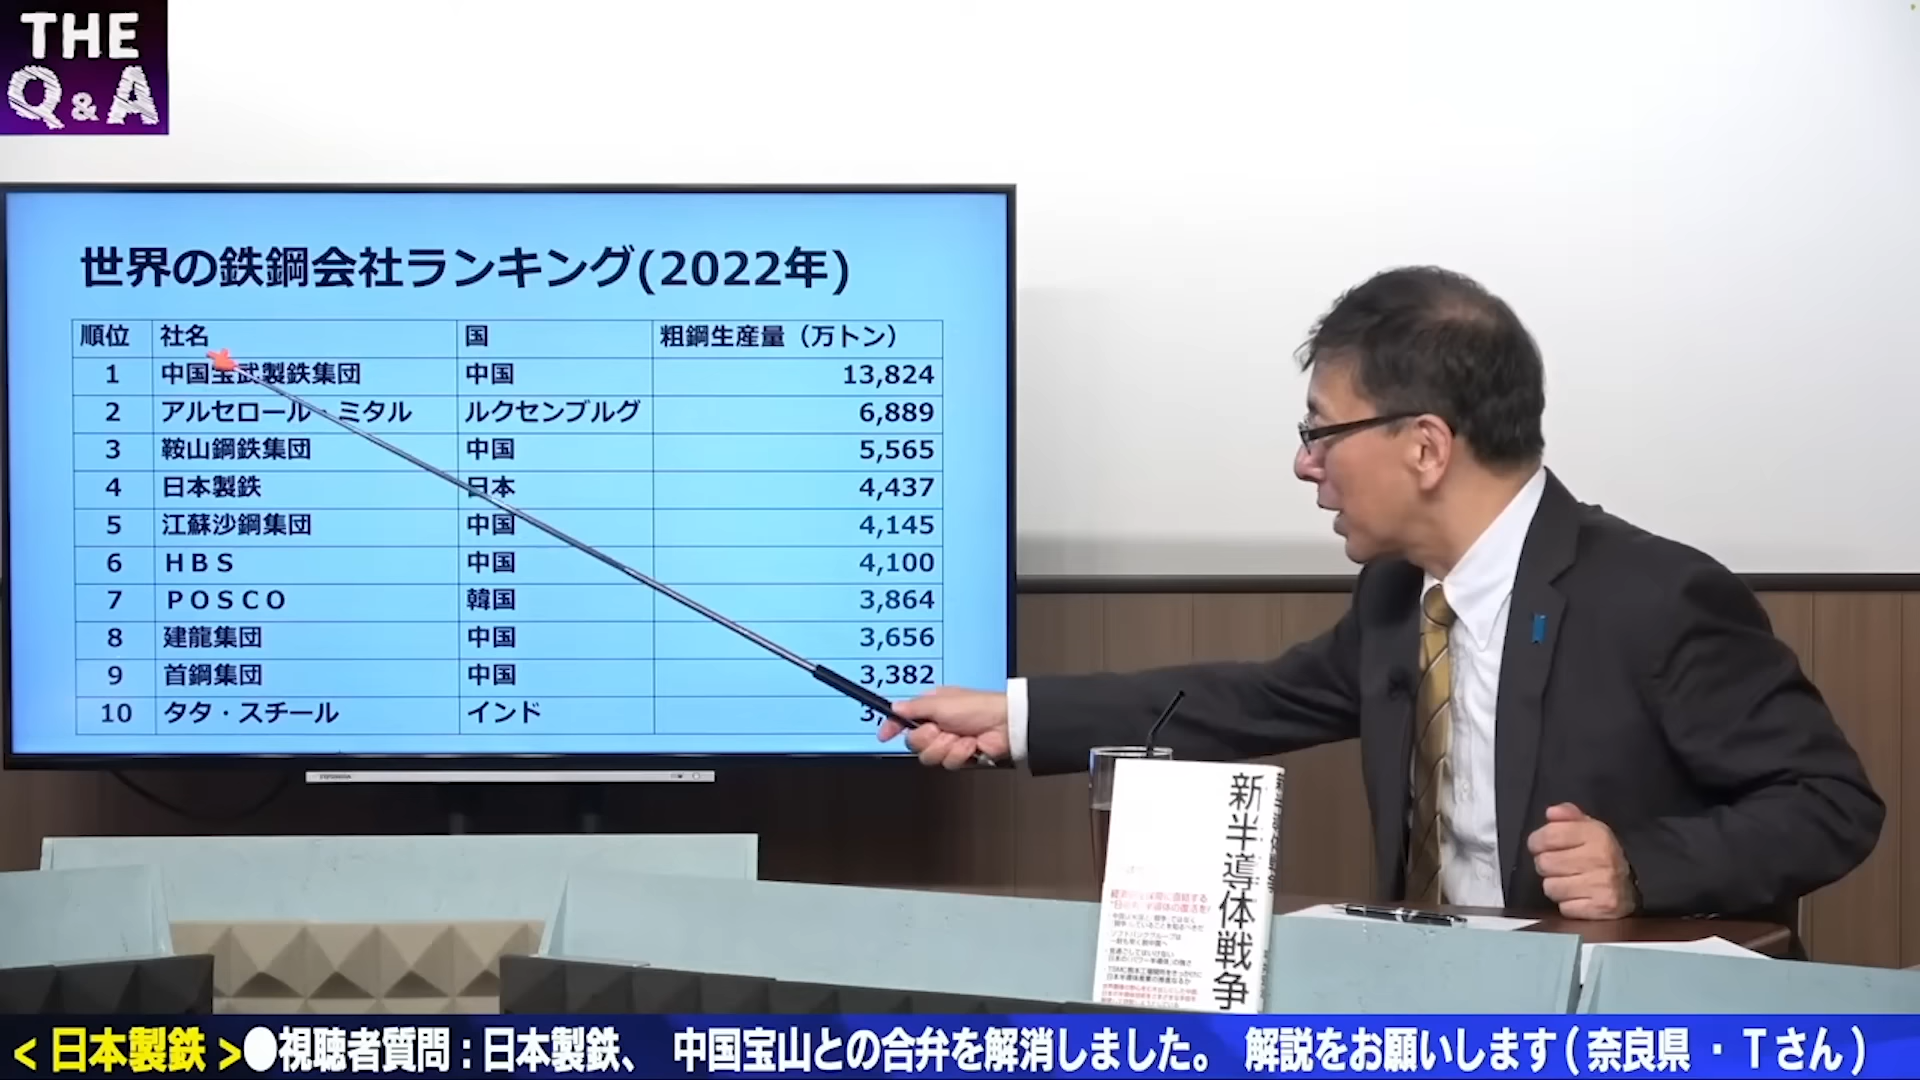 THE
Q&A
世界の鉄鋼会社ランキング(2022年)
順位 社名 国 粗鋼生産量（万トン）
1 中国宝武製鉄集団 中国 13,824
2 アルセロール・ミタル ルクセンブルグ 6,889
3 鞍山鋼鉄集団 中国 5,565
4 日本製鉄 日本 4,437
5 江蘇沙鋼集団 中国 4,145
6 ＨＢＳ 中国 4,100
7 ＰＯＳＣＯ 韓国 3,864
8 建龍集団 中国 3,656
9 首鋼集団 中国 3,382
10 タタ・スチール インド
新半導体戦争
<日本製鉄>●視聴者質問：日本製鉄、 中国宝山との合弁を解消しました。 解説をお願いします(奈良県 ・ Ｔさん)